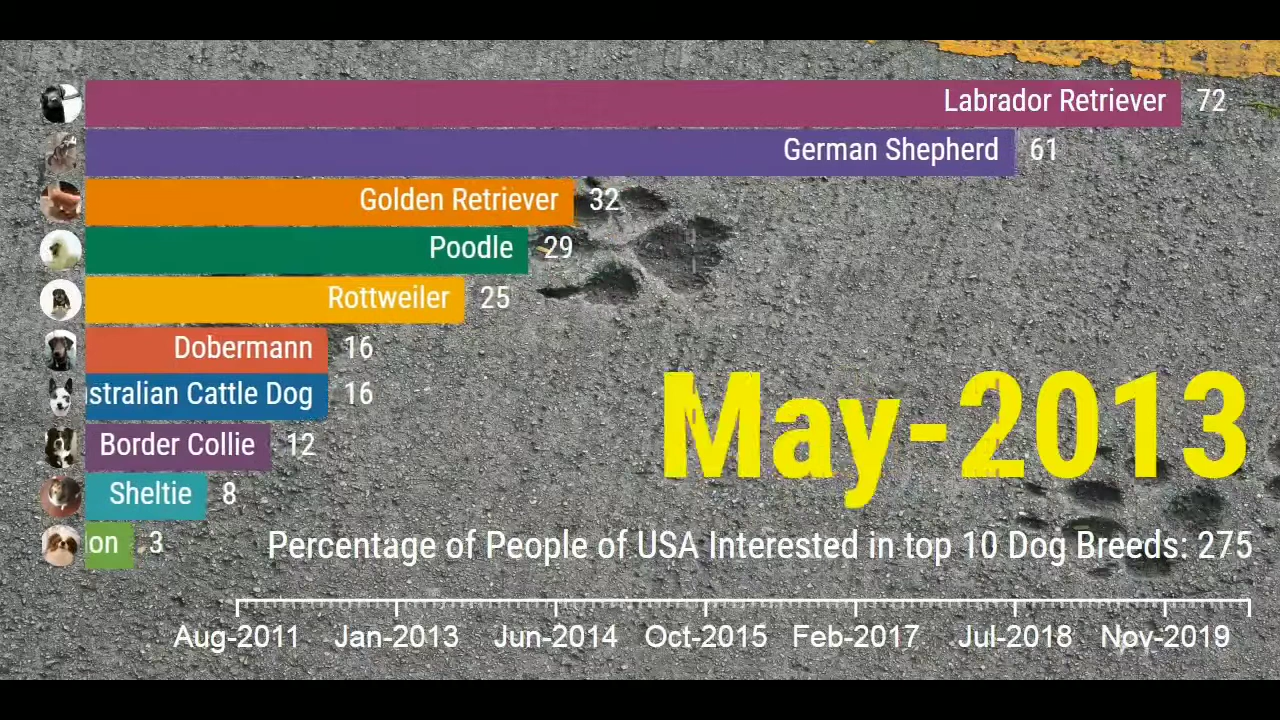 Labrador Retriever 72
German Shepherd 61
Golden Retriever 32
Poodle 29
Rottweiler 25
Dobermann 16
stralian Cattle Dog 16
Border Collie 12
Sheltie 8
on 3
May-2013
Percentage of People of USA Interested in top 10 Dog Breeds: 275
Aug-2011 Jan-2013 Jun-2014 Oct-2015 Feb-2017 Jul-2018 Nov-2019